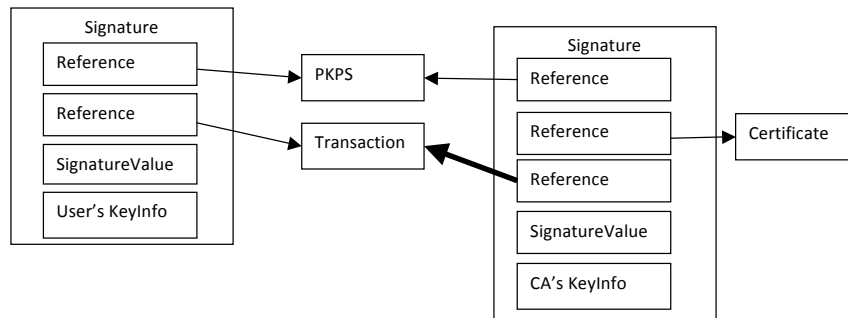 Signature
Reference
Reference
SignatureValue
User’s KeyInfo
PKPS
Transaction
Signature
Reference
Reference
Reference
SignatureValue
CA’s KeyInfo
Certificate